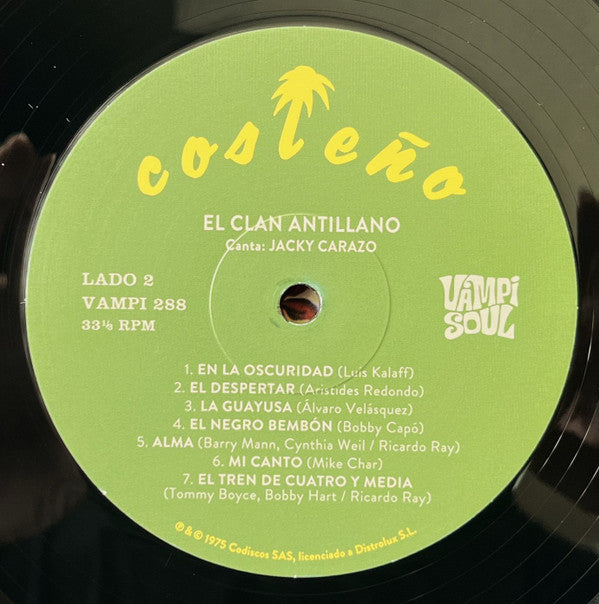 costeño
EL CLAN ANTILLANO
Canta: JACKY CARAZO
LADO 2
VAMPI 288
33⅓ RPM
VAMPI
SOUL
1. EN LA OSCURIDAD (Luis Kalaff)
2. EL DESPERTAR (Arístides Redondo)
3. LA GUAYUSA (Álvaro Velásquez)
4. EL NEGRO BEMBÓN (Bobby Capó)
5. ALMA (Barry Mann, Cynthia Weil / Ricardo Ray)
6. MI CANTO (Mike Char)
7. EL TREN DE CUATRO Y MEDIA
(Tommy Boyce, Bobby Hart / Ricardo Ray)
℗ & © 1975 Codiscos SAS, licenciado a Distrolux S.L.